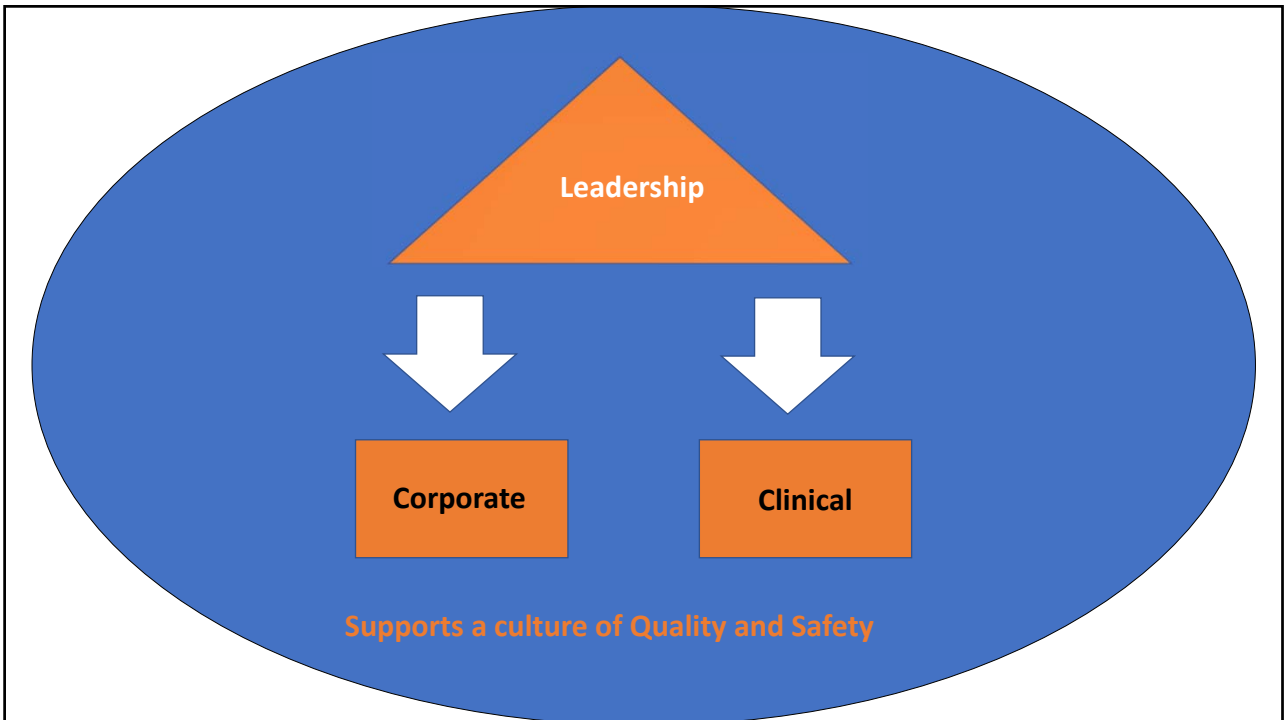 Leadership
Corporate
Clinical
Supports a culture of Quality and Safety